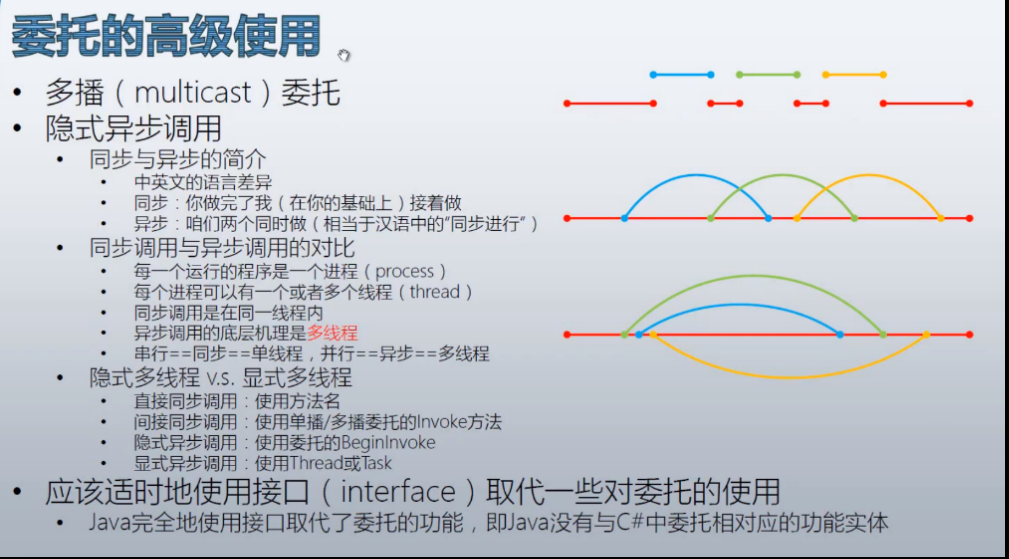 委托的高级使用
• 多播（multicast）委托
• 隐式异步调用
• 同步与异步的简介
• 中英文的语言差异
• 同步：你做完了我（在你的基础上）接着做
• 异步：咱们两个同时做（相当于汉语中的“同步进行”）
• 同步调用与异步调用的对比
• 每一个运行的程序是一个进程（process）
• 每个进程可以有一个或者多个线程（thread）
• 同步调用是在同一线程内
• 异步调用的底层机理是多线程
• 串行==同步==单线程，并行==异步==多线程
• 隐式多线程 v.s. 显式多线程
• 直接同步调用：使用方法名
• 间接同步调用：使用单播/多播委托的Invoke方法
• 隐式异步调用：使用委托的BeginInvoke
• 显式异步调用：使用Thread或Task
• 应该适时地使用接口（interface）取代一些对委托的使用
• Java完全地使用接口取代了委托的功能，即Java没有与C#中委托相对应的功能实体